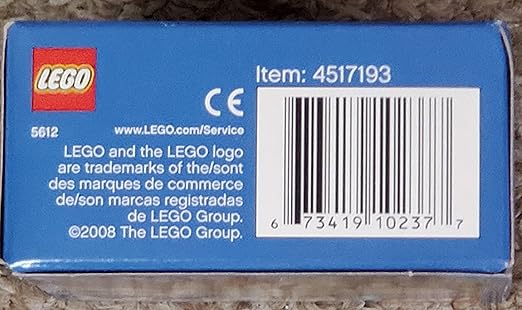 LEGO
5612
www.LEGO.com/Service
LEGO and the LEGO logo
are trademarks of the/sont
des marques de commerce
de/son marcas registradas
de LEGO Group.
©2008 The LEGO Group.
CE
Item: 4517193
6 73419 10237 7